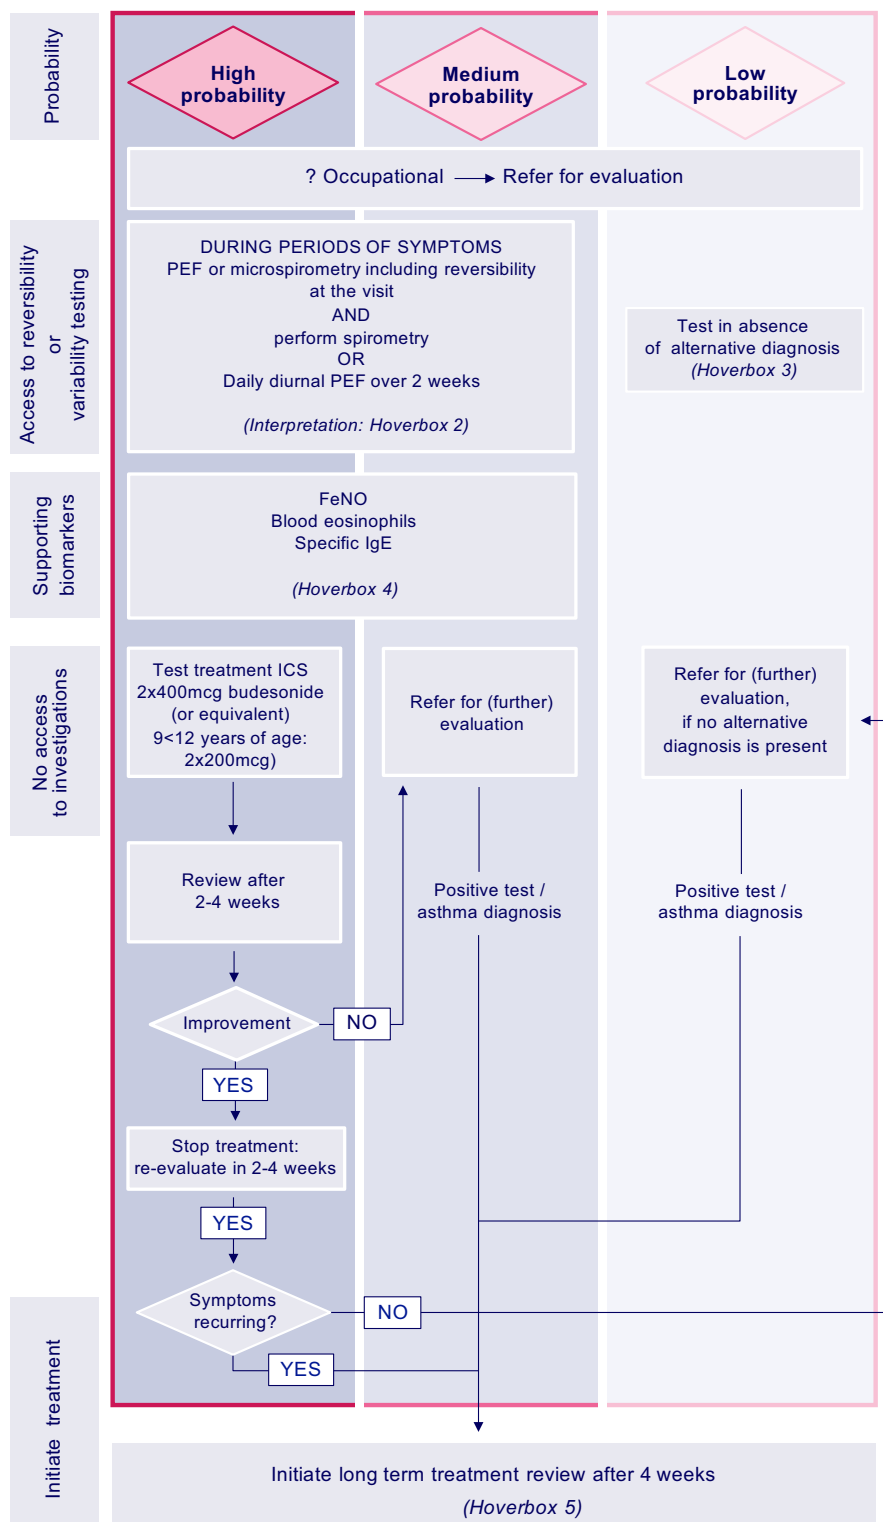 Probability
High
probability
Medium
probability
Low
probability
? Occupational
Refer for evaluation
Access to reversibility
or
variability testing
DURING PERIODS OF SYMPTOMS
PEF or microspirometry including reversibility
at the visit
AND
perform spirometry
OR
Daily diurnal PEF over 2 weeks
(Interpretation: Hoverbox 2)
Test in absence
of alternative diagnosis
(Hoverbox 3)
Supporting
biomarkers
FeNO
Blood eosinophils
Specific IgE
(Hoverbox 4)
No access
to investigations
Test treatment ICS
2x400mcg budesonide
(or equivalent)
9<12 years of age:
2x200mcg)
Refer for (further)
evaluation
Refer for (further)
evaluation,
if no alternative
diagnosis is present
Review after
2-4 weeks
Positive test /
asthma diagnosis
Positive test /
asthma diagnosis
Improvement
NO
YES
Stop treatment:
re-evaluate in 2-4 weeks
YES
Symptoms
recurring?
NO
YES
Initiate treatment
Initiate long term treatment review after 4 weeks
(Hoverbox 5)